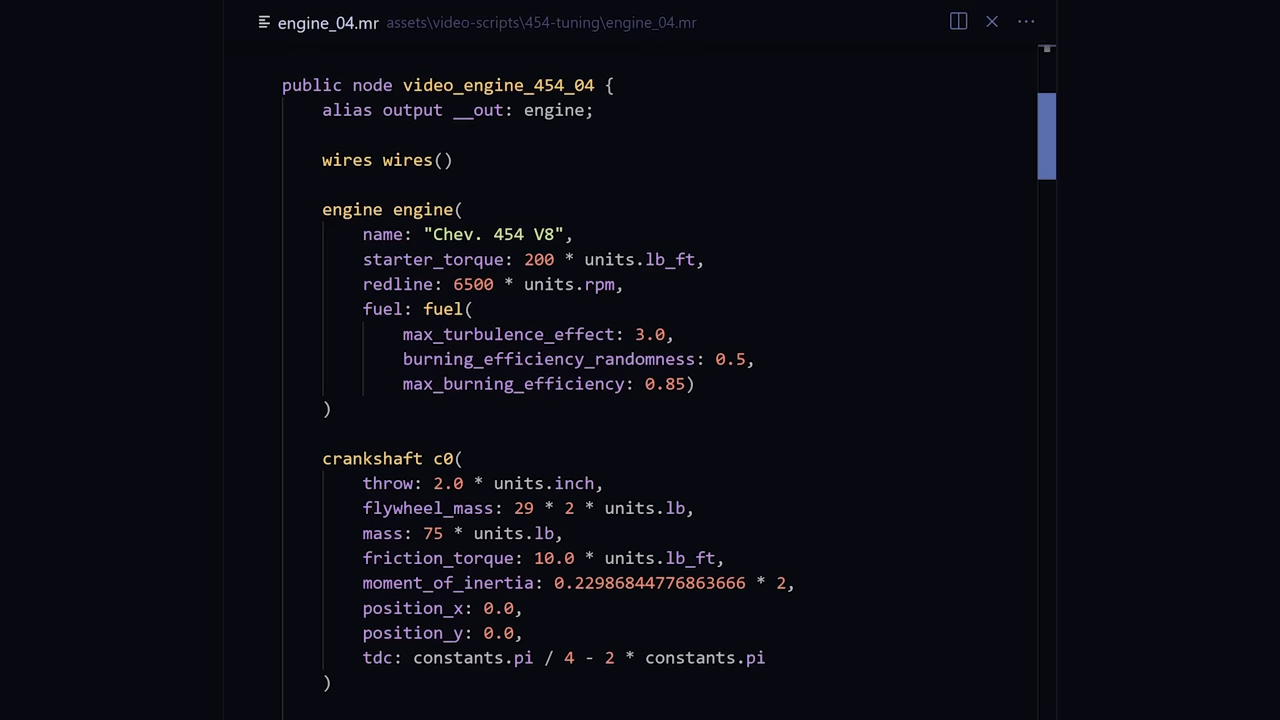 engine_04.mr assets\video-scripts\454-tuning\engine_04.mr
public node video_engine_454_04 {
    alias output __out: engine;

    wires wires()

    engine engine(
        name: "Chev. 454 V8",
        starter_torque: 200 * units.lb_ft,
        redline: 6500 * units.rpm,
        fuel: fuel(
            max_turbulence_effect: 3.0,
            burning_efficiency_randomness: 0.5,
            max_burning_efficiency: 0.85)
    )

    crankshaft c0(
        throw: 2.0 * units.inch,
        flywheel_mass: 29 * 2 * units.lb,
        mass: 75 * units.lb,
        friction_torque: 10.0 * units.lb_ft,
        moment_of_inertia: 0.22986844776863666 * 2,
        position_x: 0.0,
        position_y: 0.0,
        tdc: constants.pi / 4 - 2 * constants.pi
    )